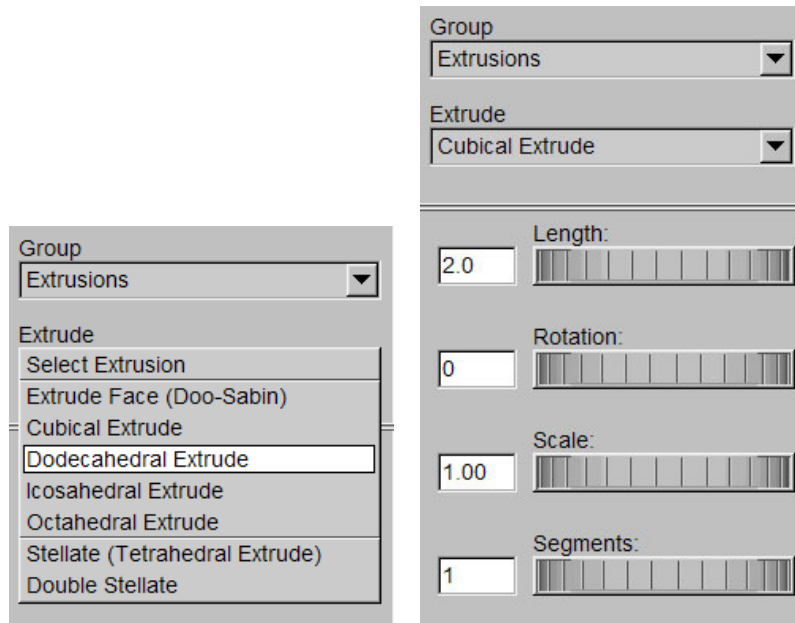 Group
Extrusions
Extrude
Select Extrusion
Extrude Face (Doo-Sabin)
Cubical Extrude
Dodecahedral Extrude
Icosahedral Extrude
Octahedral Extrude
Stellate (Tetrahedral Extrude)
Double Stellate
Group
Extrusions
Extrude
Cubical Extrude
Length:
2.0
Rotation:
0
Scale:
1.00
Segments:
1